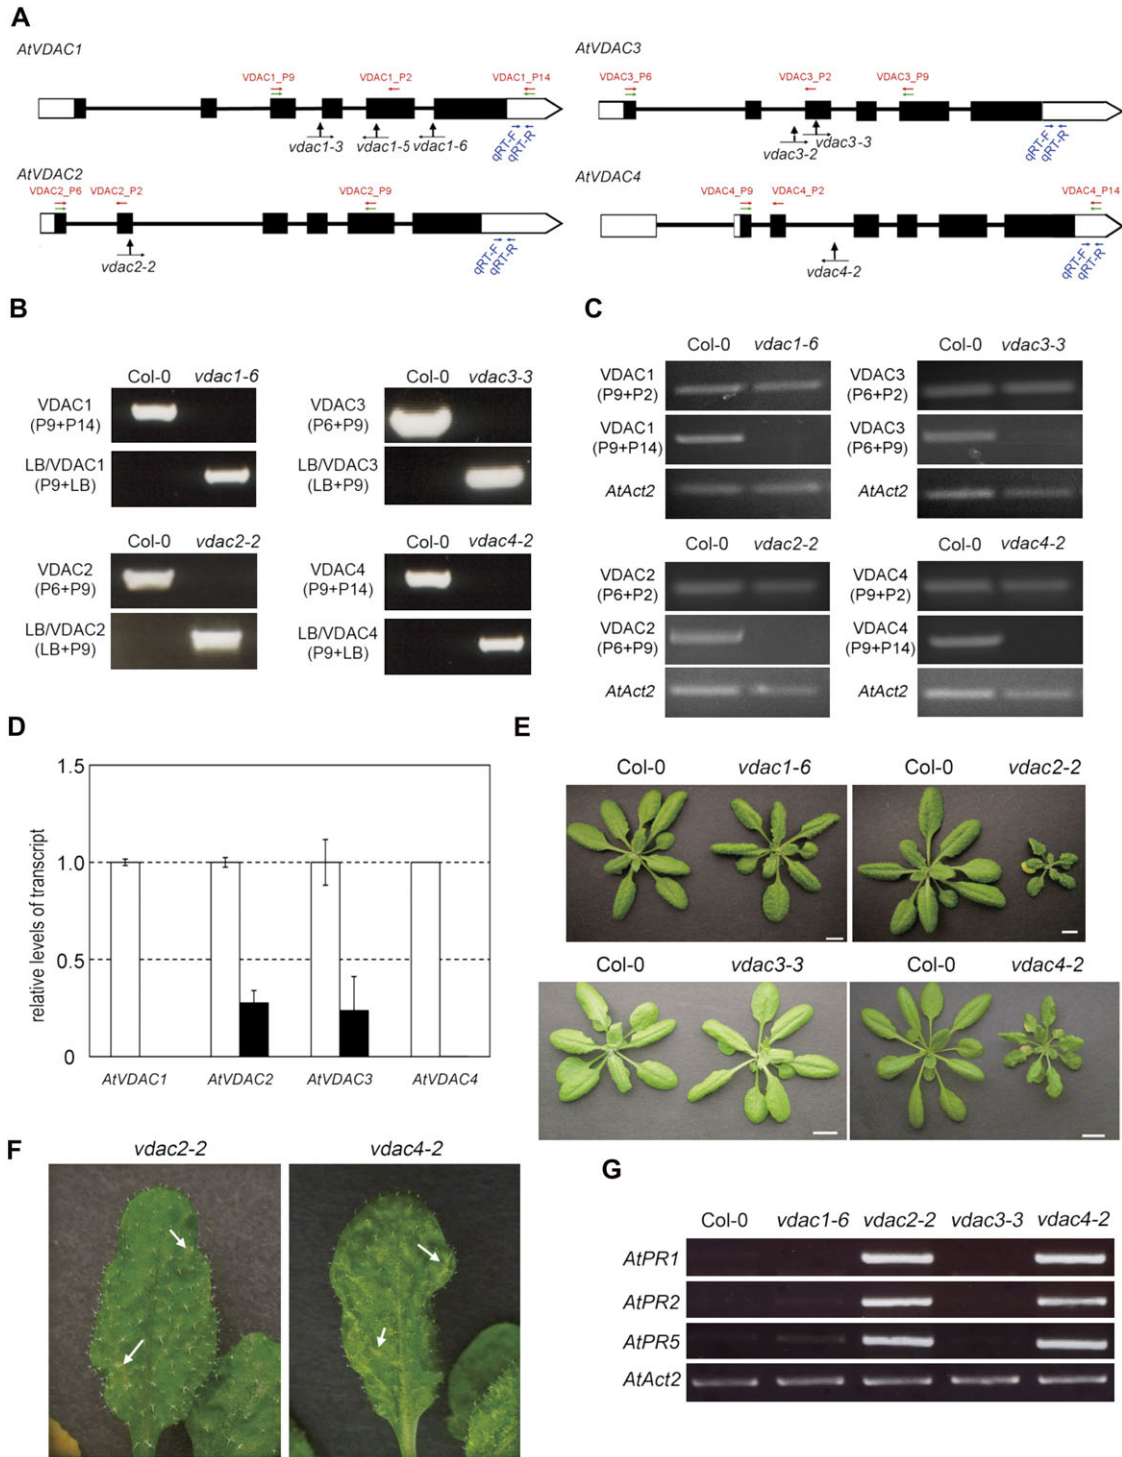 A
AtVDAC1
VDAC1_P9
VDAC1_P2
VDAC1_P14
vdac1-3
vdac1-5
vdac1-6
qRT-F
qRT-R
AtVDAC3
VDAC3_P6
VDAC3_P2
VDAC3_P9
vdac3-2
vdac3-3
qRT-F
qRT-R
AtVDAC2
VDAC2_P6
VDAC2_P2
VDAC2_P9
vdac2-2
qRT-F
qRT-R
AtVDAC4
VDAC4_P9
VDAC4_P2
VDAC4_P14
vdac4-2
qRT-F
qRT-R
B
Col-0 vdac1-6
VDAC1
(P9+P14)
LB/VDAC1
(P9+LB)
Col-0 vdac3-3
VDAC3
(P6+P9)
LB/VDAC3
(LB+P9)
Col-0 vdac2-2
VDAC2
(P6+P9)
LB/VDAC2
(LB+P9)
Col-0 vdac4-2
VDAC4
(P9+P14)
LB/VDAC4
(P9+LB)
C
Col-0 vdac1-6
VDAC1
(P9+P2)
VDAC1
(P9+P14)
AtAct2
Col-0 vdac3-3
VDAC3
(P6+P2)
VDAC3
(P6+P9)
AtAct2
Col-0 vdac2-2
VDAC2
(P6+P2)
VDAC2
(P6+P9)
AtAct2
Col-0 vdac4-2
VDAC4
(P9+P2)
VDAC4
(P9+P14)
AtAct2
D
relative levels of transcript
1.5
1.0
0.5
0
AtVDAC1 AtVDAC2 AtVDAC3 AtVDAC4
E
Col-0 vdac1-6
Col-0 vdac2-2
Col-0 vdac3-3
Col-0 vdac4-2
F
vdac2-2
vdac4-2
G
Col-0 vdac1-6 vdac2-2 vdac3-3 vdac4-2
AtPR1
AtPR2
AtPR5
AtAct2